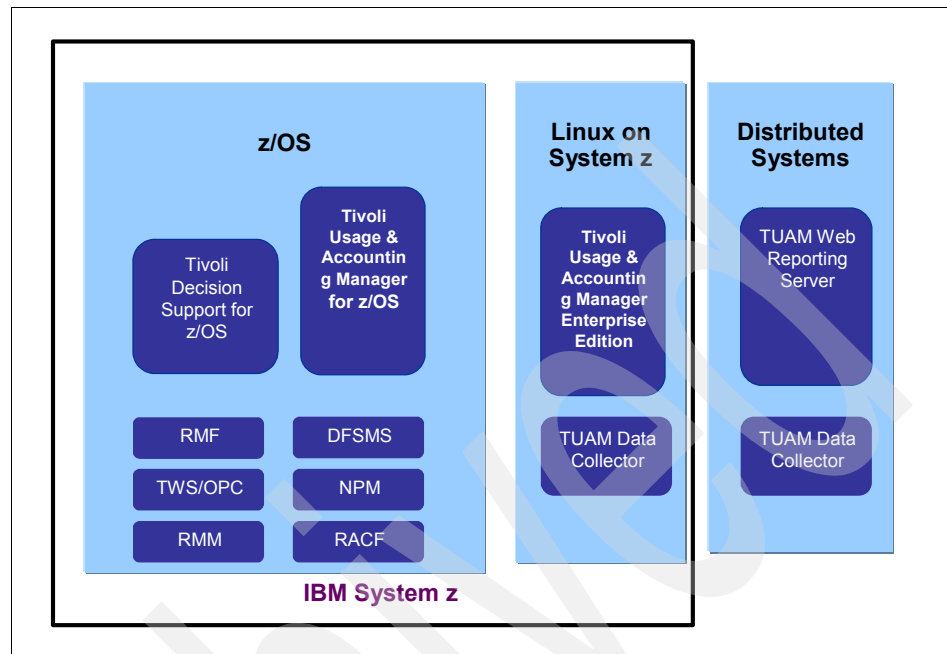 z/OS
Linux on
System z
Distributed
Systems
Tivoli
Decision
Support for
z/OS
Tivoli
Usage &
Accountin
g Manager
for z/OS
Tivoli
Usage &
Accountin
g Manager
Enterprise
Edition
TUAM Web
Reporting
Server
RMF
DFSMS
TWS/OPC
NPM
RMM
RACF
TUAM Data
Collector
TUAM Data
Collector
IBM System z